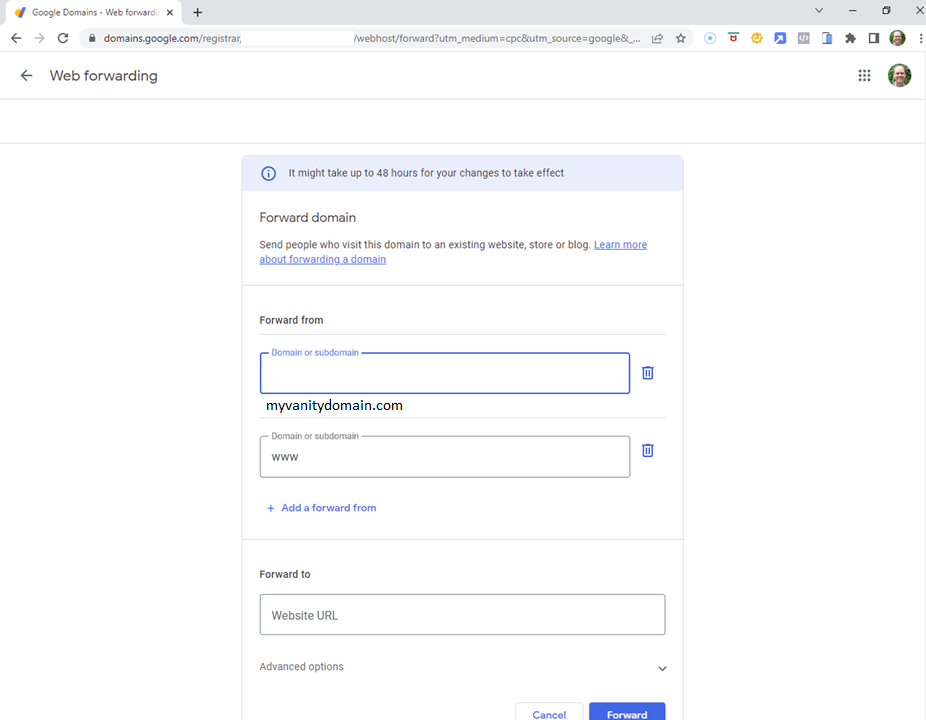 Google Domains - Web forwardin
domains.google.com/registrar, /webhost/forward?utm_medium=cpc&utm_source=google&_...
Web forwarding
It might take up to 48 hours for your changes to take effect
Forward domain
Send people who visit this domain to an existing website, store or blog. Learn more
about forwarding a domain
Forward from
Domain or subdomain
myvanitydomain.com
Domain or subdomain
www
+ Add a forward from
Forward to
Website URL
Advanced options
Cancel Forward